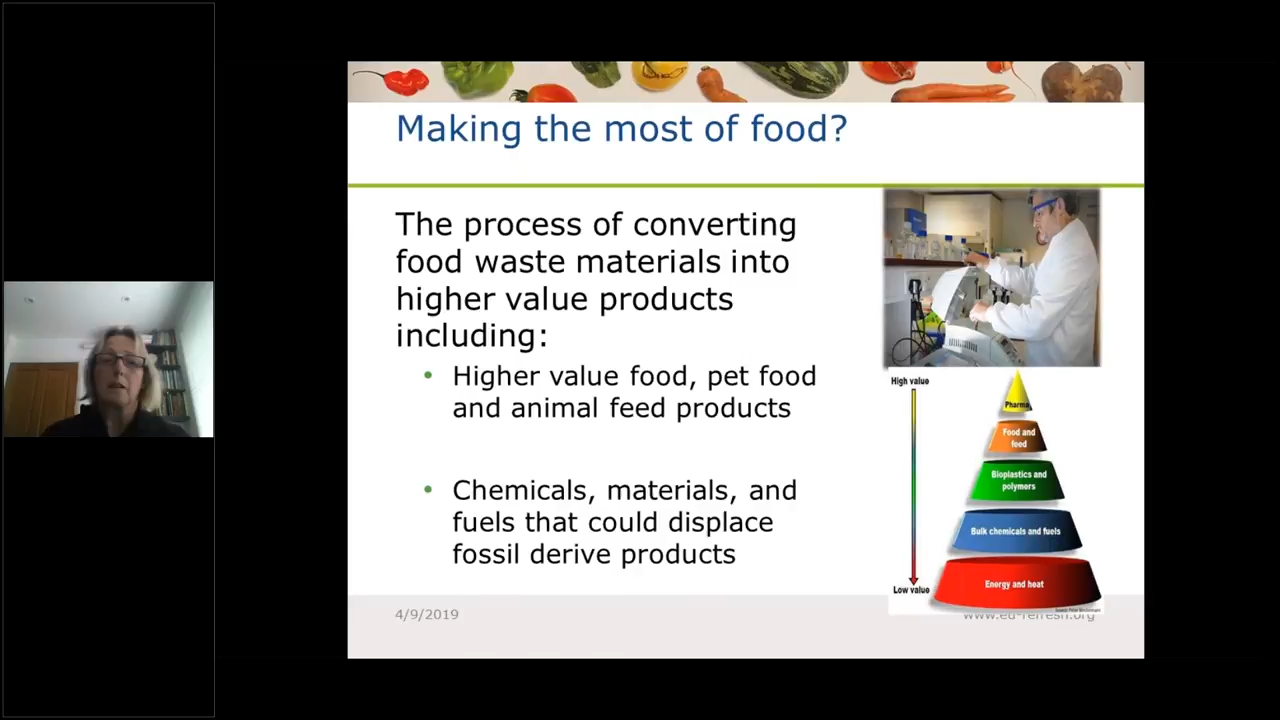 Making the most of food?
The process of converting
food waste materials into
higher value products
including:
• Higher value food, pet food
and animal feed products
• Chemicals, materials, and
fuels that could displace
fossil derive products
High value
Pharma
Food and
feed
Bioplastics and
polymers
Bulk chemicals and fuels
Energy and heat
Low value
4/9/2019
www.eu-refresh.org